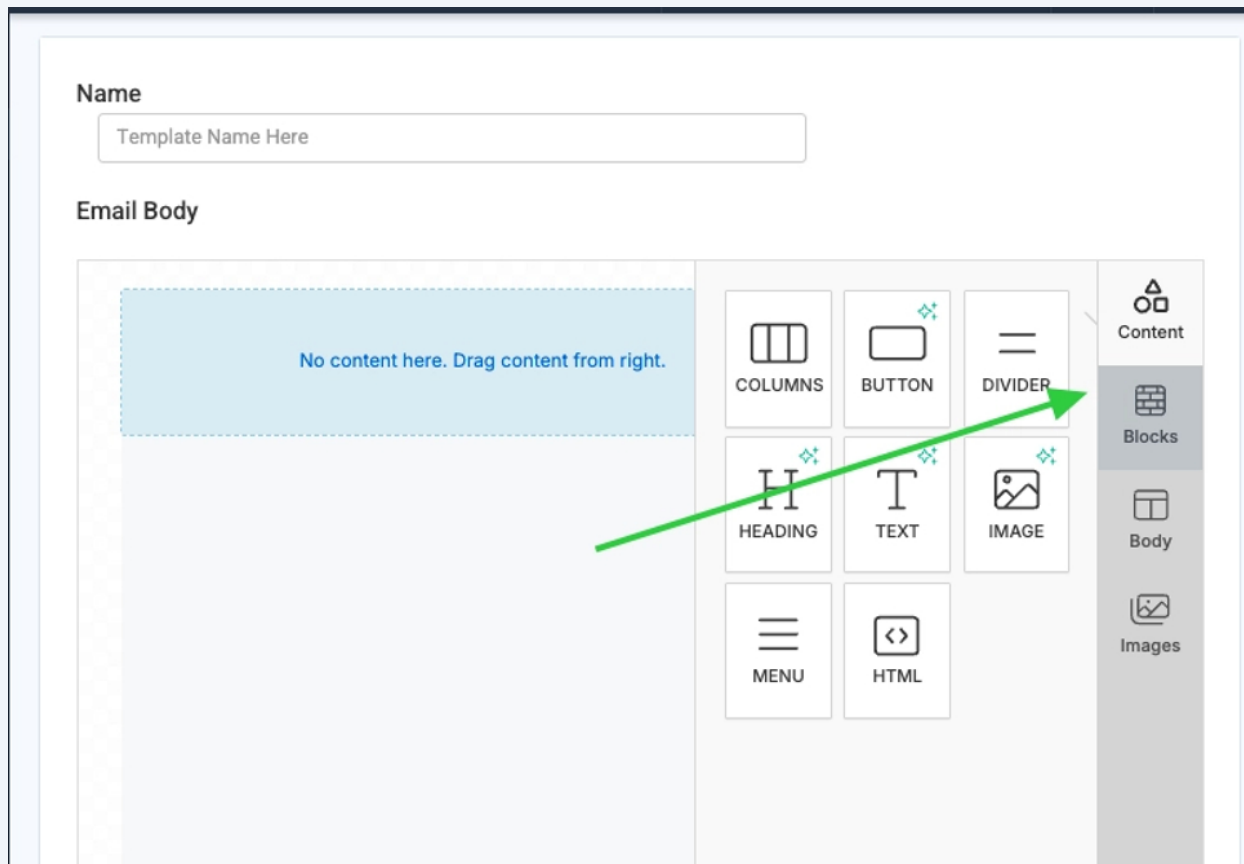 Name
Template Name Here
Email Body
No content here. Drag content from right.
COLUMNS
BUTTON
DIVIDER
HEADING
TEXT
IMAGE
MENU
HTML
Content
Blocks
Body
Images